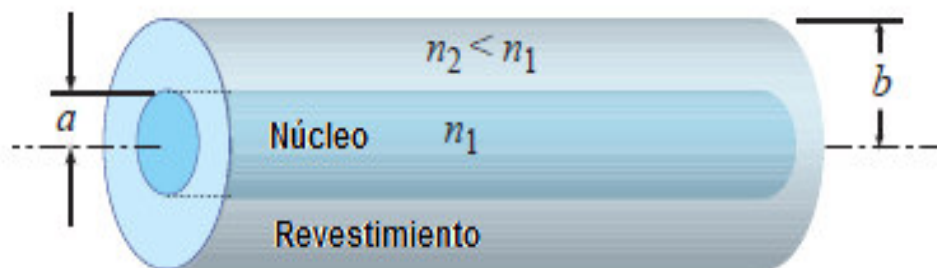 n₂ < n₁
a
b
Núcleo n₁
Revestimiento